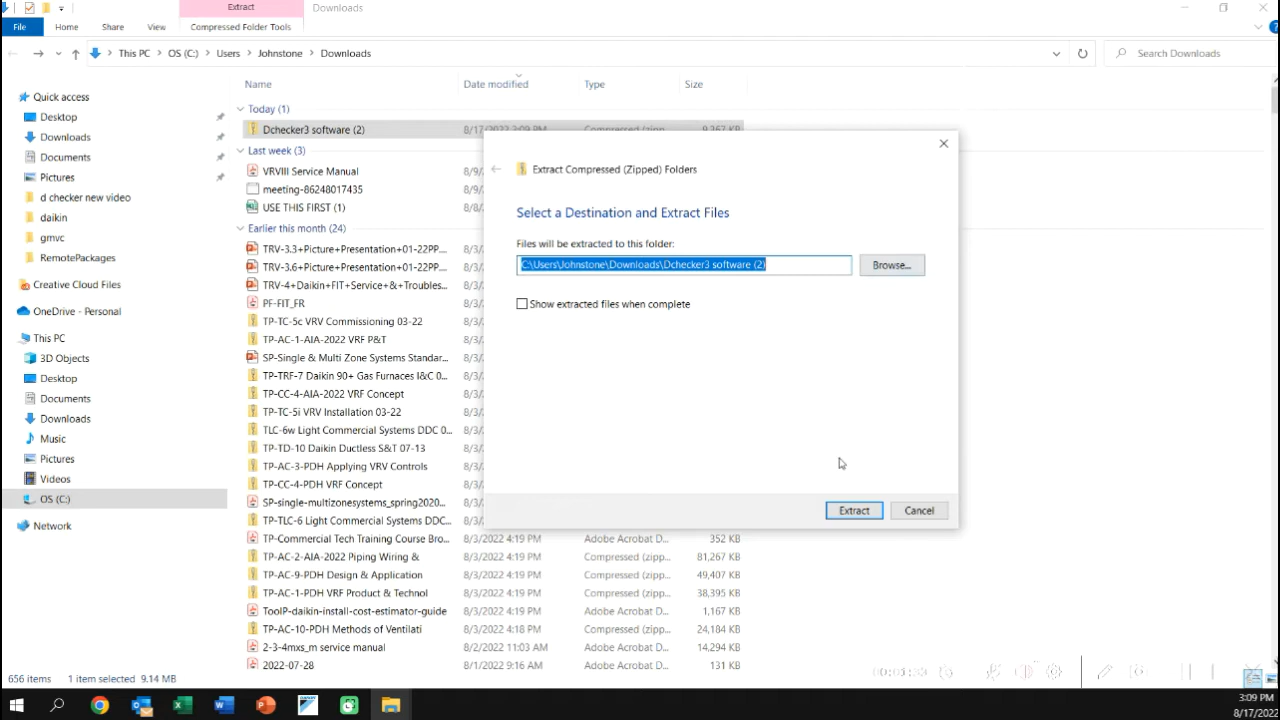 Extract
Downloads
File
Home
Share
View
Compressed Folder Tools
This PC
OS (C:)
Users
Johnstone
Downloads
Search Downloads
Name
Date modified
Type
Size
Quick access
Desktop
Downloads
Documents
Pictures
d checker new video
daikin
gmvc
RemotePackages
Creative Cloud Files
OneDrive - Personal
This PC
3D Objects
Desktop
Documents
Downloads
Music
Pictures
Videos
OS (C:)
Network
Today (1)
Dchecker3 software (2)
8/17/2022 3:09 PM
Compressed (zipp...
9,367 KB
Last week (3)
VRVIII Service Manual
8/9/
meeting-86248017435
8/9/
USE THIS FIRST (1)
8/8/
Earlier this month (24)
TRV-3.3+Picture+Presentation+01-22PP...
8/3/
TRV-3.6+Picture+Presentation+01-22PP...
8/3/
TRV-4+Daikin+FIT+Service+&+Troubles...
8/3/
PF-FIT_FR
8/3/
TP-TC-5c VRV Commissioning 03-22
8/3/
TP-AC-1-AIA-2022 VRF P&T
8/3/
SP-Single & Multi Zone Systems Standar...
8/3/
TP-TRF-7 Daikin 90+ Gas Furnaces I&C 0...
8/3/
TP-CC-4-AIA-2022 VRF Concept
8/3/
TP-TC-5i VRV Installation 03-22
8/3/
TLC-6w Light Commercial Systems DDC 0...
8/3/
TP-TD-10 Daikin Ductless S&T 07-13
8/3/
TP-AC-3-PDH Applying VRV Controls
8/3/
TP-CC-4-PDH VRF Concept
8/3/
SP-single-multizonesystems_spring2020...
8/3/
TP-TLC-6 Light Commercial Systems DDC...
8/3/
TP-Commercial Tech Training Course Bro...
8/3/2022 4:19 PM
Adobe Acrobat D...
352 KB
TP-AC-2-AIA-2022 Piping Wiring &
8/3/2022 4:19 PM
Compressed (zipp...
81,267 KB
TP-AC-9-PDH Design & Application
8/3/2022 4:19 PM
Compressed (zipp...
49,407 KB
TP-AC-1-PDH VRF Product & Technol
8/3/2022 4:19 PM
Compressed (zipp...
38,395 KB
ToolP-daikin-install-cost-estimator-guide
8/3/2022 4:19 PM
Adobe Acrobat D...
1,167 KB
TP-AC-10-PDH Methods of Ventilati
8/3/2022 4:18 PM
Compressed (zipp...
24,184 KB
2-3-4mxs_m service manual
8/2/2022 11:03 AM
Adobe Acrobat D...
14,294 KB
2022-07-28
8/1/2022 9:16 AM
Adobe Acrobat D...
131 KB
Extract Compressed (Zipped) Folders
Select a Destination and Extract Files
Files will be extracted to this folder:
C:\Users\Johnstone\Downloads\Dchecker3 software (2)
Browse...
Show extracted files when complete
Extract
Cancel
656 items
1 item selected 9.14 MB
3:09 PM
8/17/2022